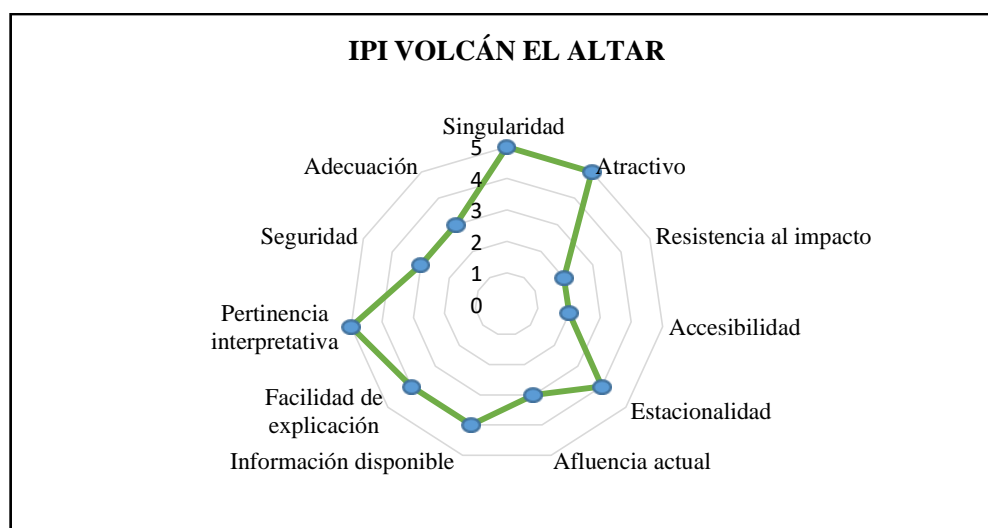 IPI VOLCÁN EL ALTAR
Singularidad
Atractivo
Resistencia al impacto
Accesibilidad
Estacionalidad
Afluencia actual
Información disponible
Facilidad de
explicación
Pertinencia
interpretativa
Seguridad
Adecuación
5
4
3
2
1
0